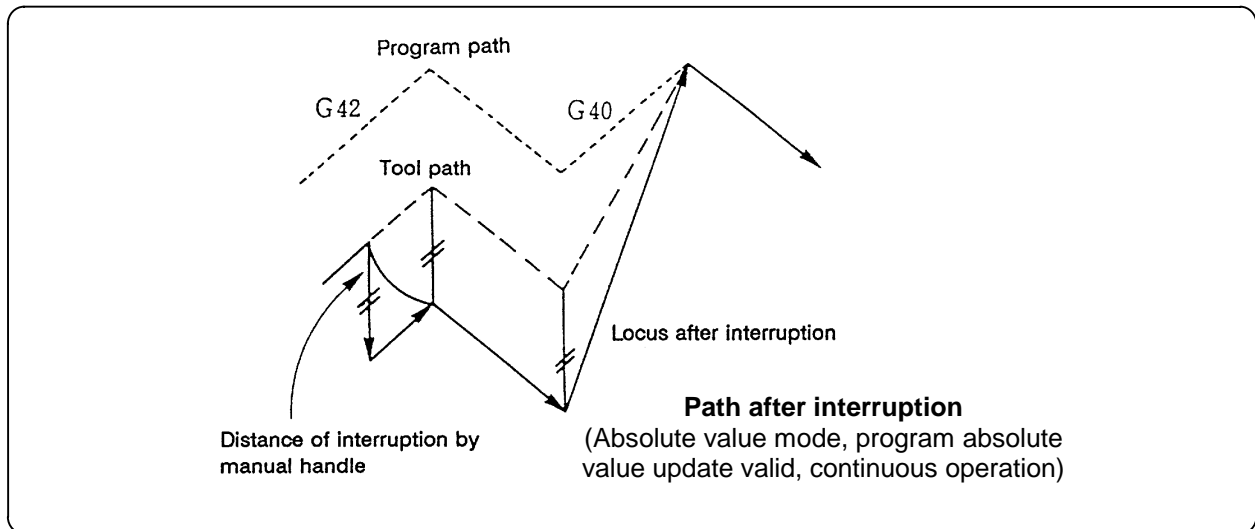 Program path
G42
G40
Tool path
Locus after interruption
Distance of interruption by
manual handle
Path after interruption
(Absolute value mode, program absolute
value update valid, continuous operation)